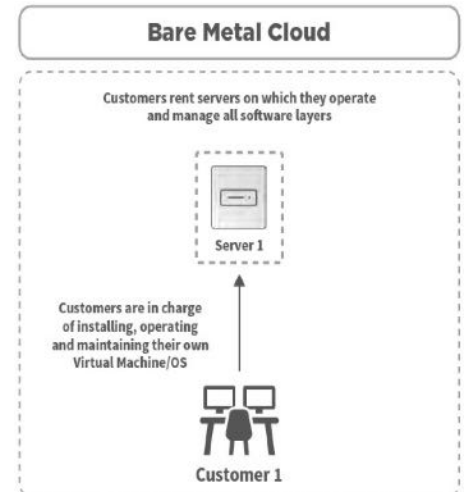 Bare Metal Cloud
Customers rent servers on which they operate
and manage all software layers
Server 1
Customers are in charge
of installing, operating
and maintaining their own
Virtual Machine/OS
Customer 1